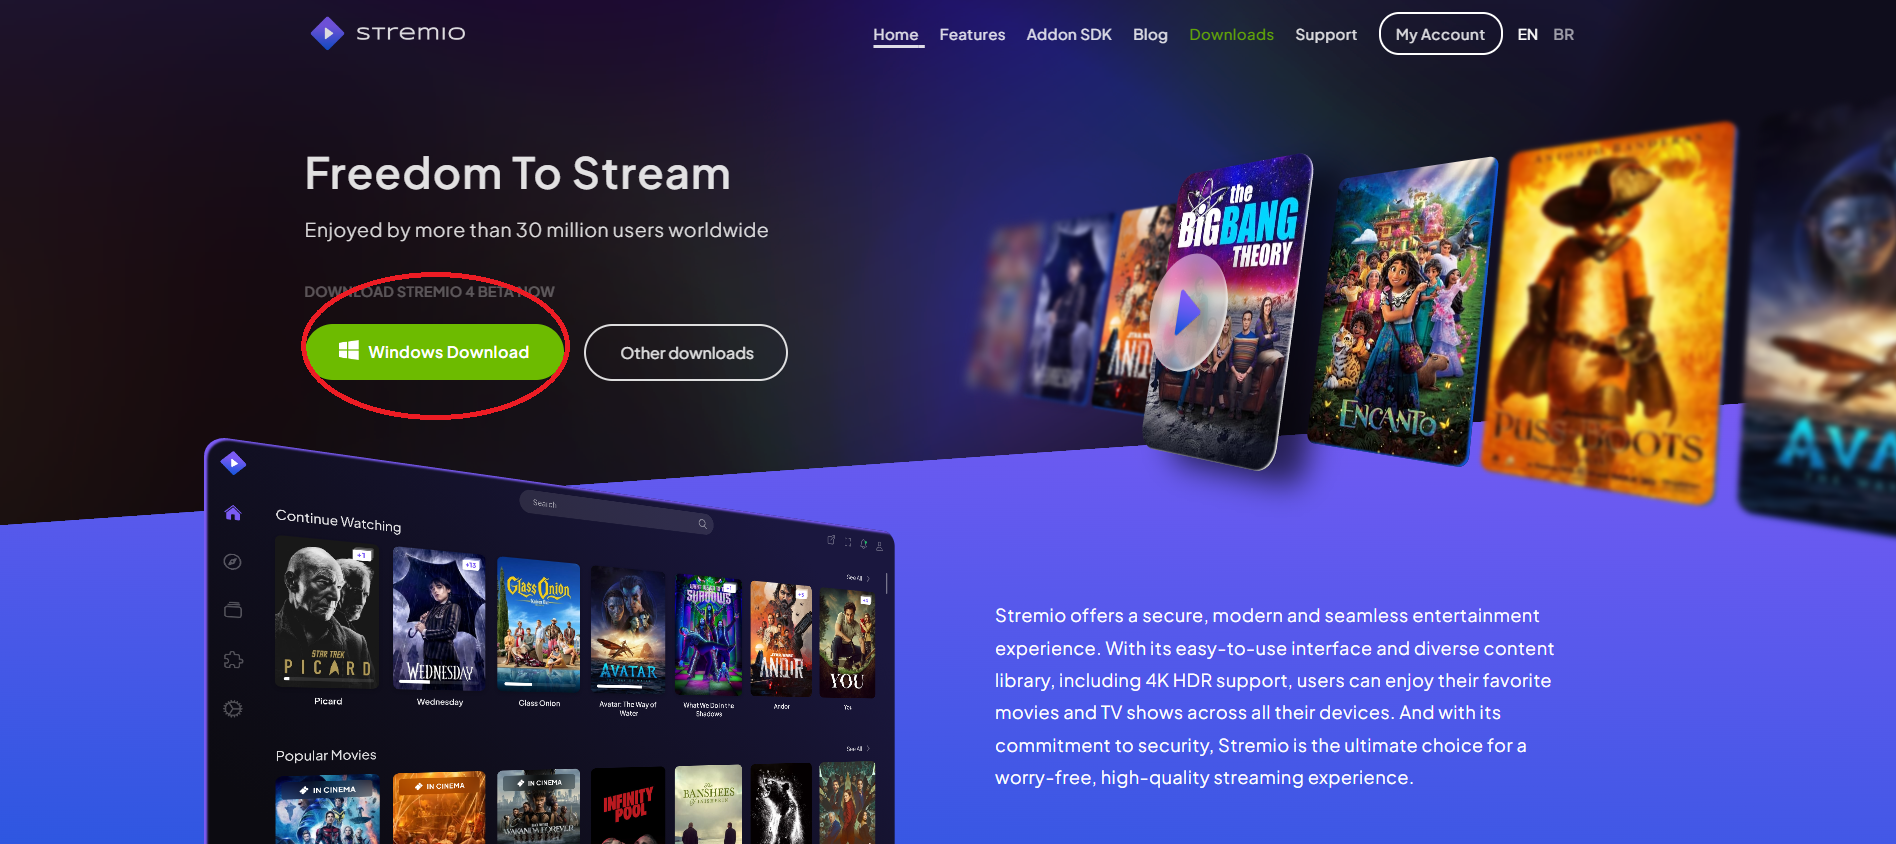 stremio
Home Features Addon SDK Blog Downloads Support My Account EN BR
Freedom To Stream
Enjoyed by more than 30 million users worldwide
DOWNLOAD STREMIO 4 BETA NOW
Windows Download
Other downloads
the
BIGBANG
THEORY
ENCANTO
ANTONIO BANDERAS
PUSS BOOTS
AVA
Search
Continue Watching
See All
+7
+13
+5
STAR TREK
PICARD
WEDNESDAY
Glass Onion
AVATAR
SHADOWS
ANDOR
YOU
Picard
Wednesday
Glass Onion
Avatar: The Way of
Water
What We Do in the
Shadows
Andor
You
Popular Movies
See All
IN CINEMA
IN CINEMA
IN CINEMA
WAKANDA FOREVER
INFINITY
POOL
The
BANSHEES
OF INISHERIN
Stremio offers a secure, modern and seamless entertainment
experience. With its easy-to-use interface and diverse content
library, including 4K HDR support, users can enjoy their favorite
movies and TV shows across all their devices. And with its
commitment to security, Stremio is the ultimate choice for a
worry-free, high-quality streaming experience.